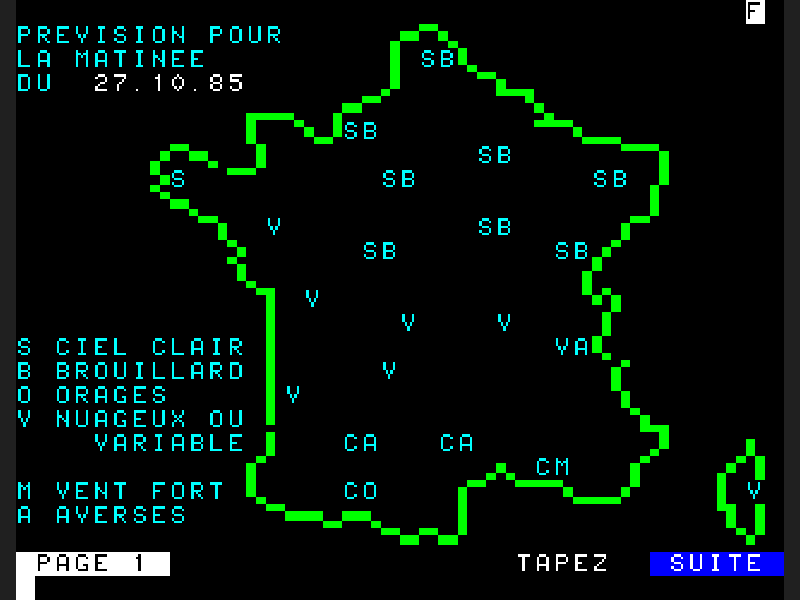 F
PREVISION POUR
LA MATINEE
DU 27.10.85
SB
SB
SB
S SB SB
V SB
SB SB
V
V V
S CIEL CLAIR VA
B BROUILLARD V
O ORAGES V
V NUAGEUX OU
VARIABLE CA CA
CM
M VENT FORT CO V
A AVERSES
PAGE 1 TAPEZ SUITE